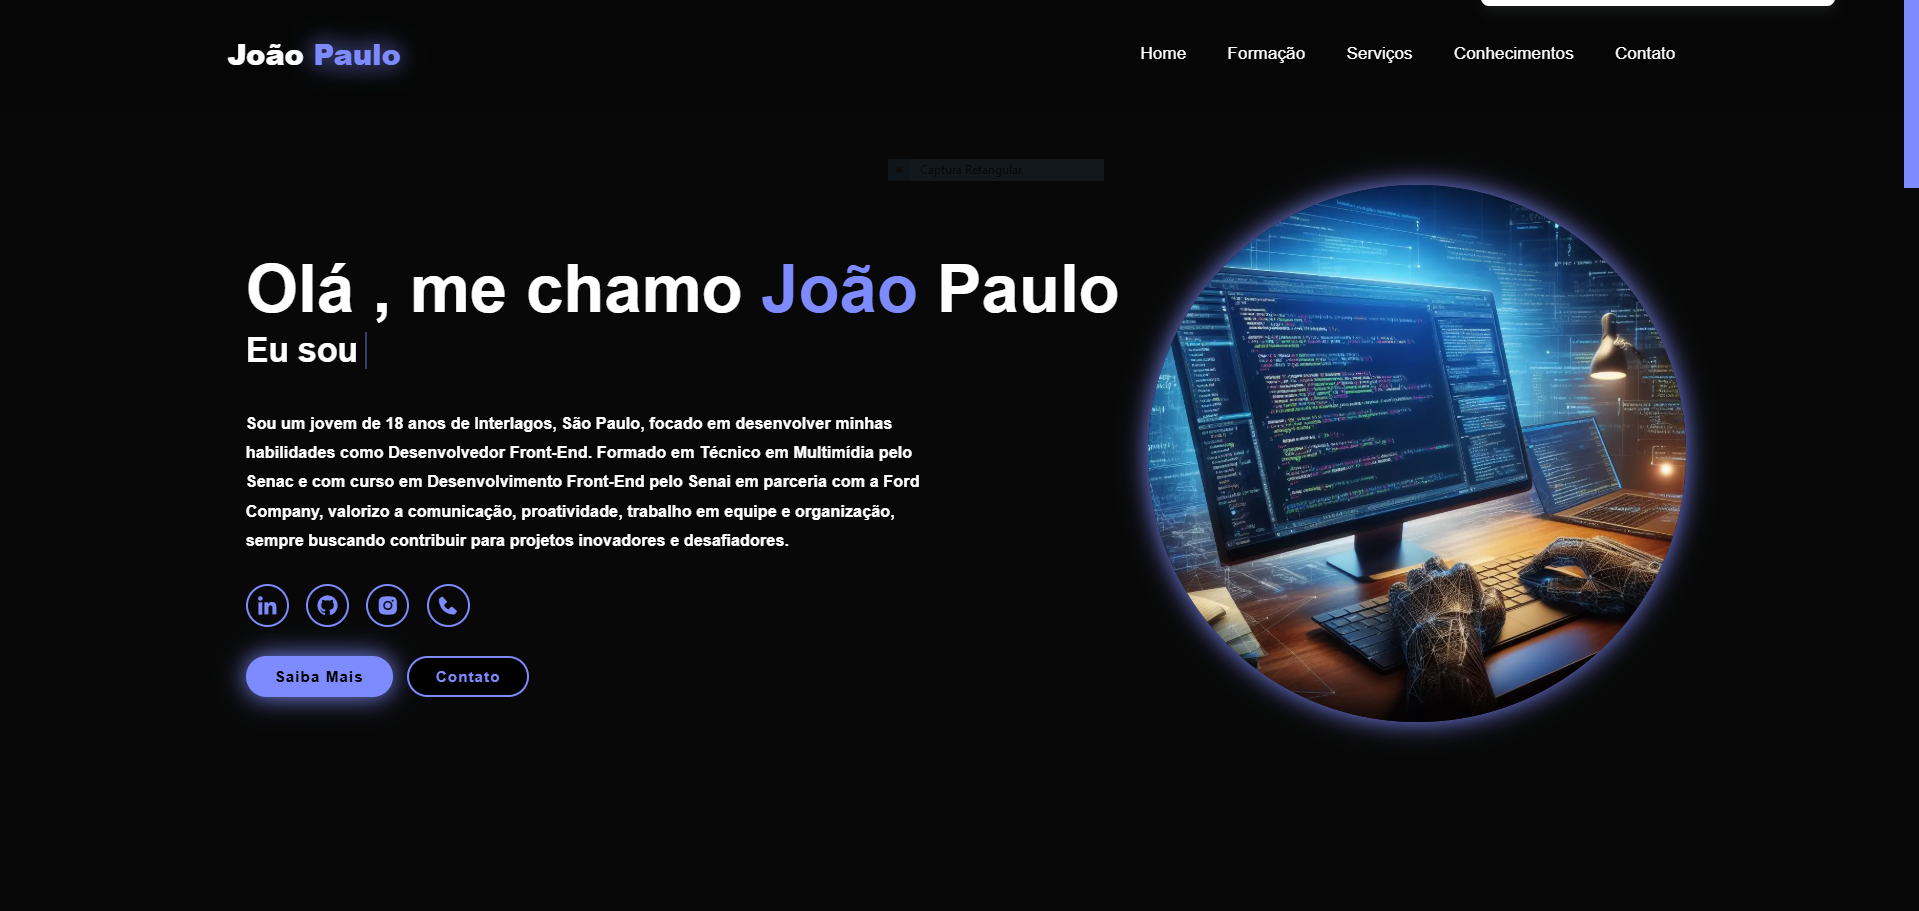 João Paulo
Home Formação Serviços Conhecimentos Contato
Captura Retangular
Olá , me chamo João Paulo
Eu sou
Sou um jovem de 18 anos de Interlagos, São Paulo, focado em desenvolver minhas
habilidades como Desenvolvedor Front-End. Formado em Técnico em Multimídia pelo
Senac e com curso em Desenvolvimento Front-End pelo Senai em parceria com a Ford
Company, valorizo a comunicação, proatividade, trabalho em equipe e organização,
sempre buscando contribuir para projetos inovadores e desafiadores.
Saiba Mais Contato